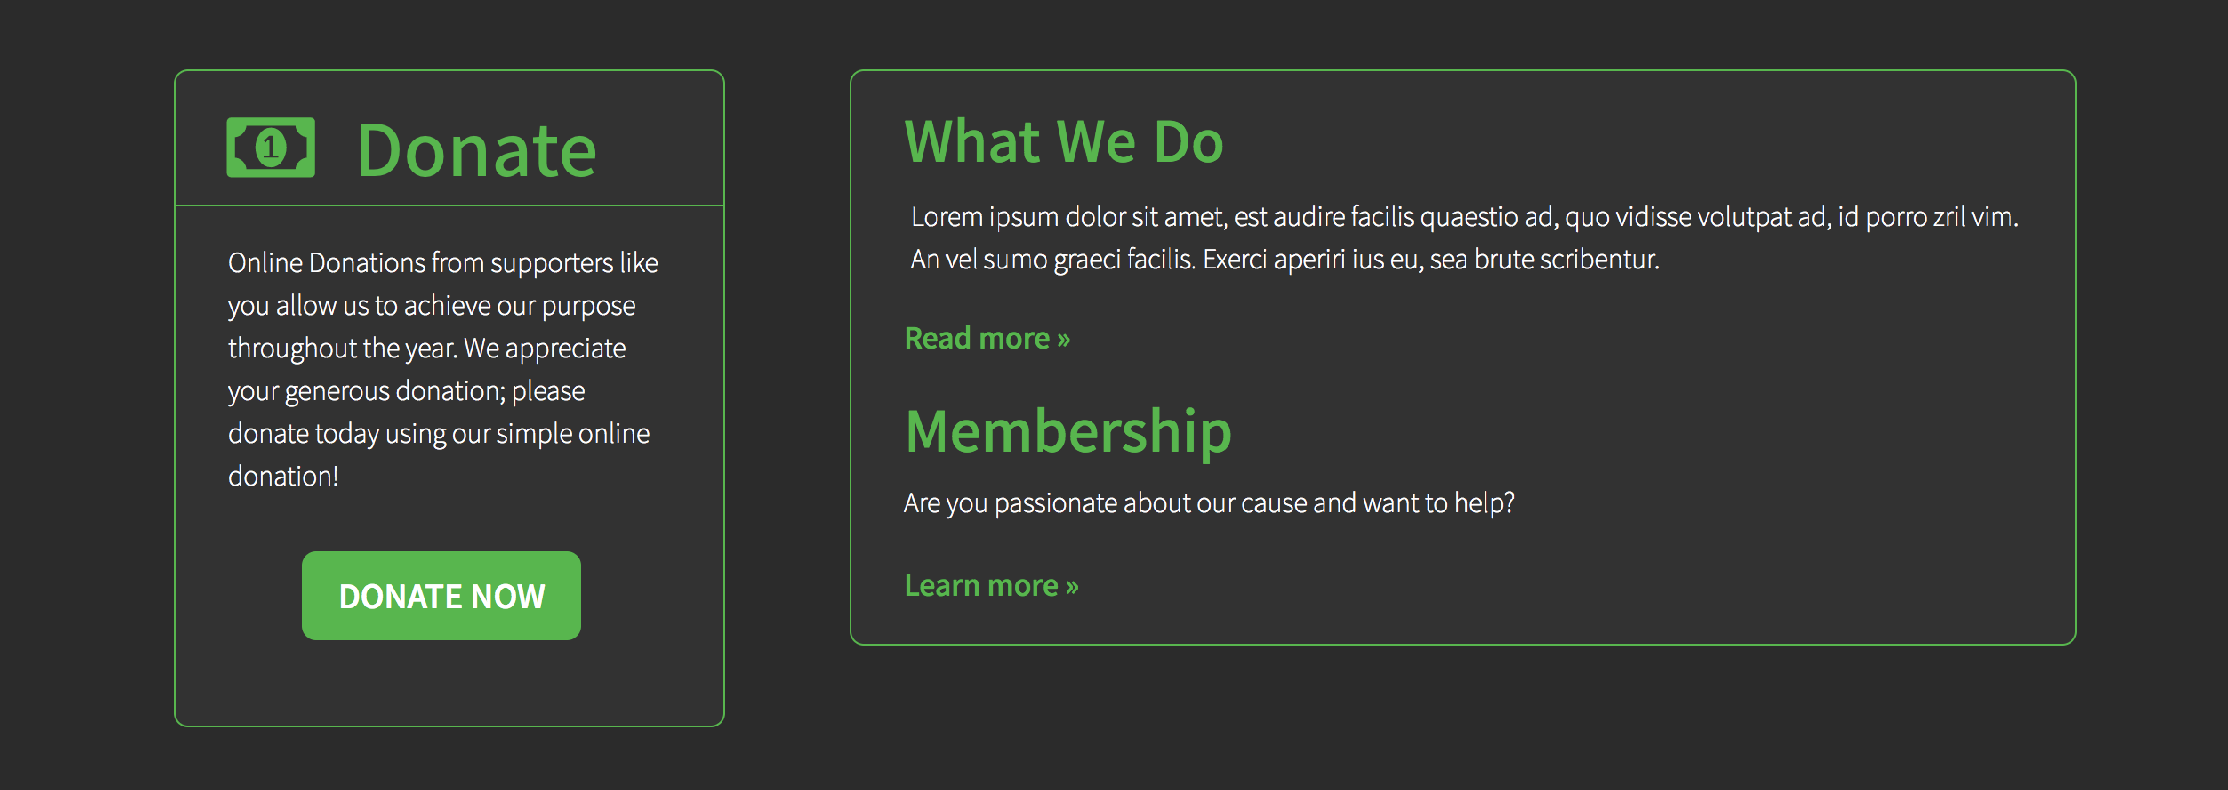 1 Donate
Online Donations from supporters like
you allow us to achieve our purpose
throughout the year. We appreciate
your generous donation; please
donate today using our simple online
donation!
DONATE NOW
What We Do
Lorem ipsum dolor sit amet, est audire facilis quaestio ad, quo vidisse volutpat ad, id porro zril vim.
An vel sumo graeci facilis. Exerci aperiri ius eu, sea brute scribentur.
Read more »
Membership
Are you passionate about our cause and want to help?
Learn more »